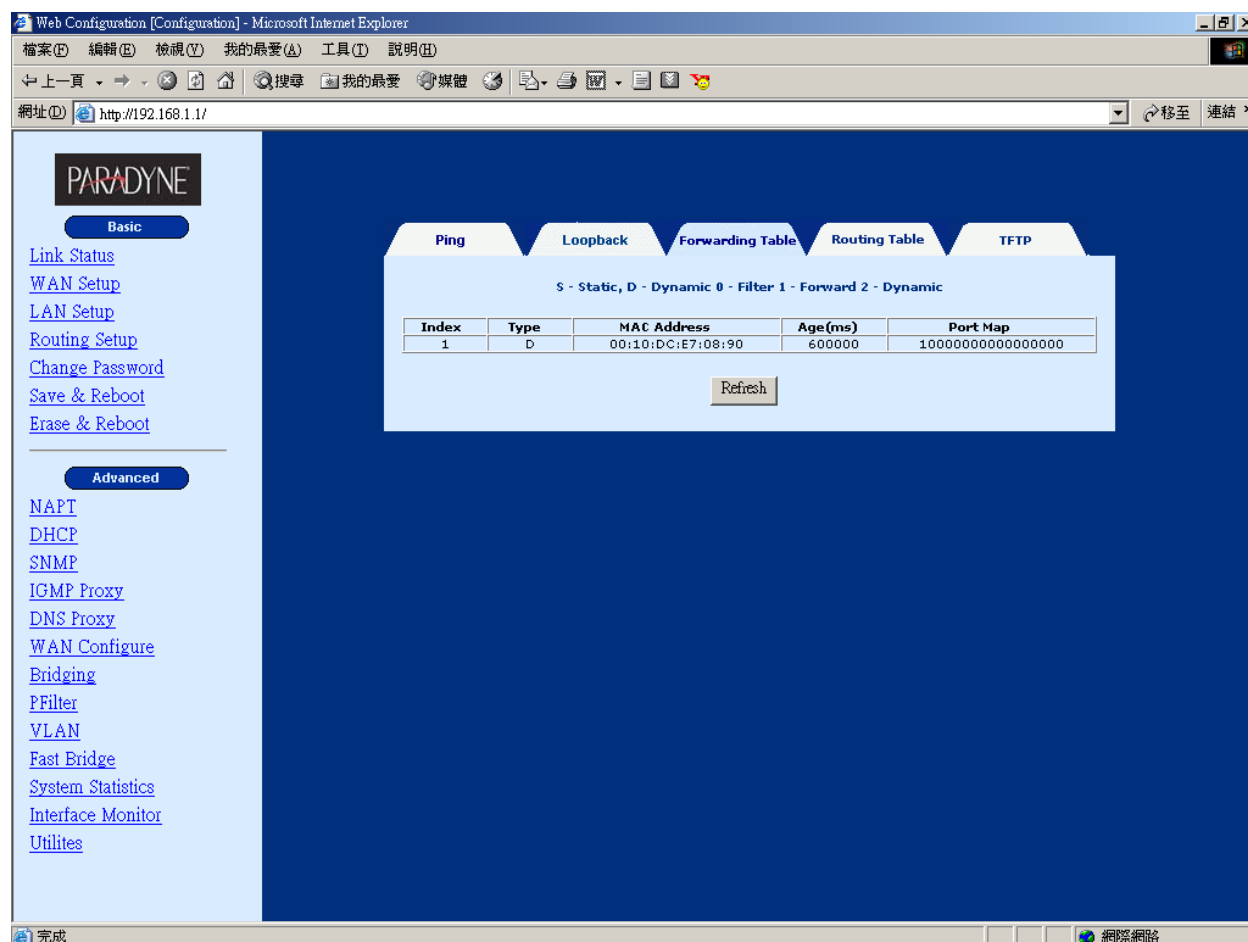 Web Configuration [Configuration] - Microsoft Internet Explorer
檔案(F) 編輯(E) 檢視(V) 我的最愛(A) 工具(T) 說明(H)
上一頁 搜尋 我的最愛 媒體
網址(D) http://192.168.1.1/ 移至 連結
PARADYNE
Basic
Link Status
WAN Setup
LAN Setup
Routing Setup
Change Password
Save & Reboot
Erase & Reboot
Advanced
NAPT
DHCP
SNMP
IGMP Proxy
DNS Proxy
WAN Configure
Bridging
PFilter
VLAN
Fast Bridge
System Statistics
Interface Monitor
Utilites
Ping Loopback Forwarding Table Routing Table TFTP
S - Static, D - Dynamic 0 - Filter 1 - Forward 2 - Dynamic
Index Type MAC Address Age(ms) Port Map
1 D 00:10:DC:E7:08:90 600000 10000000000000000
Refresh
完成 網際網路